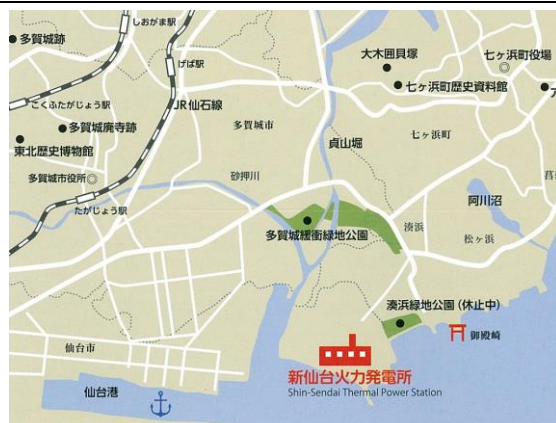 しおがま駅
多賀城跡
げば駅
大木囲貝塚
七ヶ浜町役場
七ヶ浜町歴史資料館
こくふたがじょう駅
JR仙石線
多賀城廃寺跡
多賀城市
貞山堀
七ヶ浜町
東北歴史博物館
多賀城市役所
砂押川
たがじょう駅
阿川沼
多賀城緩衝緑地公園
湊浜
松ヶ浜
湊浜緑地公園(休止中)
御殿崎
仙台市
新仙台火力発電所
Shin-Sendai Thermal Power Station
仙台港